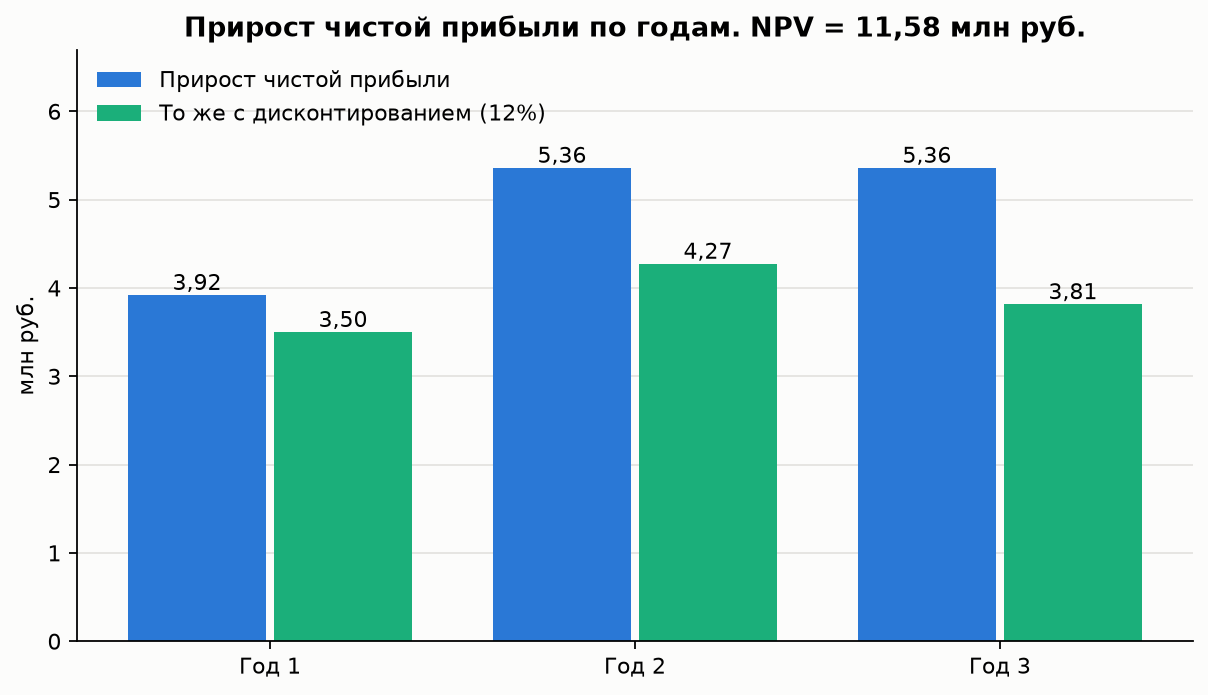 Прирост чистой прибыли по годам. NPV = 11,58 млн руб.
Прирост чистой прибыли
То же с дисконтированием (12%)
млн руб.
6
5
4
3
2
1
0
3,92
3,50
5,36
4,27
5,36
3,81
Год 1
Год 2
Год 3